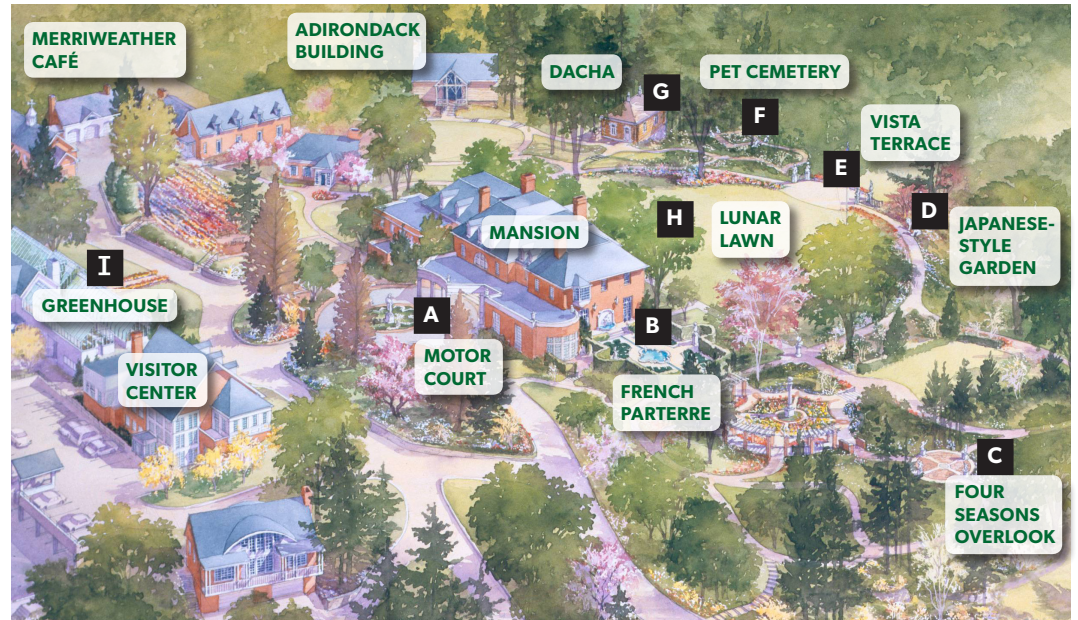 MERRIWEATHER
CAFÉ
ADIRONDACK
BUILDING
DACHA
G
PET CEMETERY
F
VISTA
TERRACE
E
D
JAPANESE-
STYLE
GARDEN
H
LUNAR
LAWN
MANSION
I
GREENHOUSE
A
MOTOR
COURT
B
FRENCH
PARTERRE
VISITOR
CENTER
C
FOUR
SEASONS
OVERLOOK